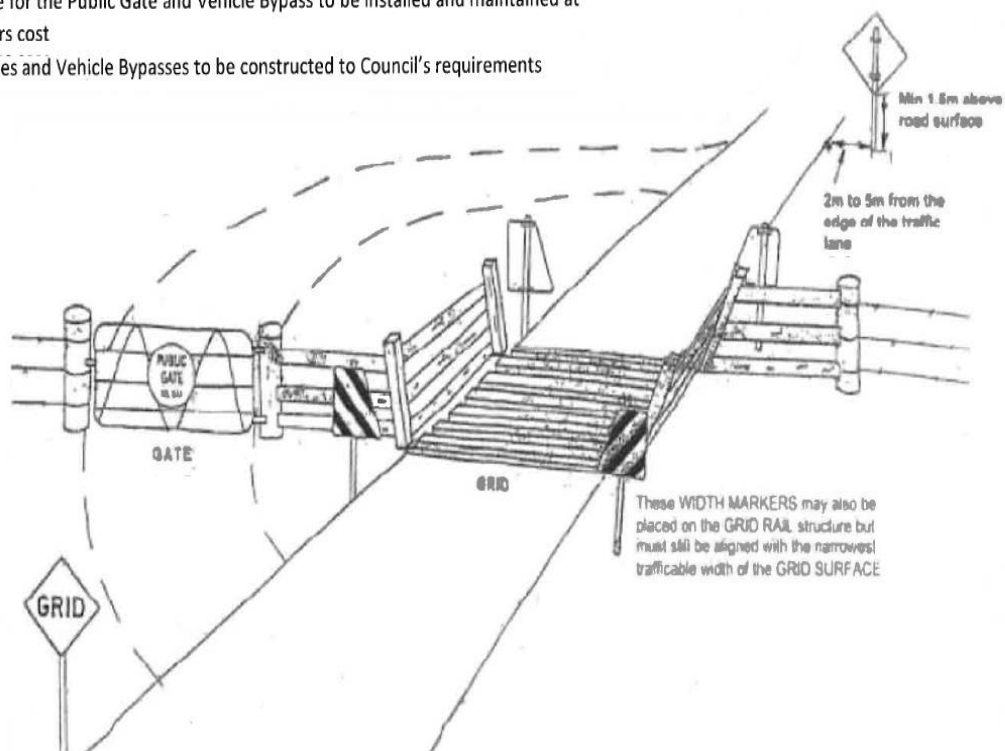 for the Public Gate and Vehicle Bypass to be installed and maintained at
cost
and Vehicle Bypasses to be constructed to Council's requirements
Min 1.5m above
road surface
2m to 5m from the
edge of the traffic
lane
PUBLIC
GATE
GATE
GRID
These WIDTH MARKERS may also be
placed on the GRID RAIL structure but
must still be aligned with the narrowest
trafficable width of the GRID SURFACE
GRID